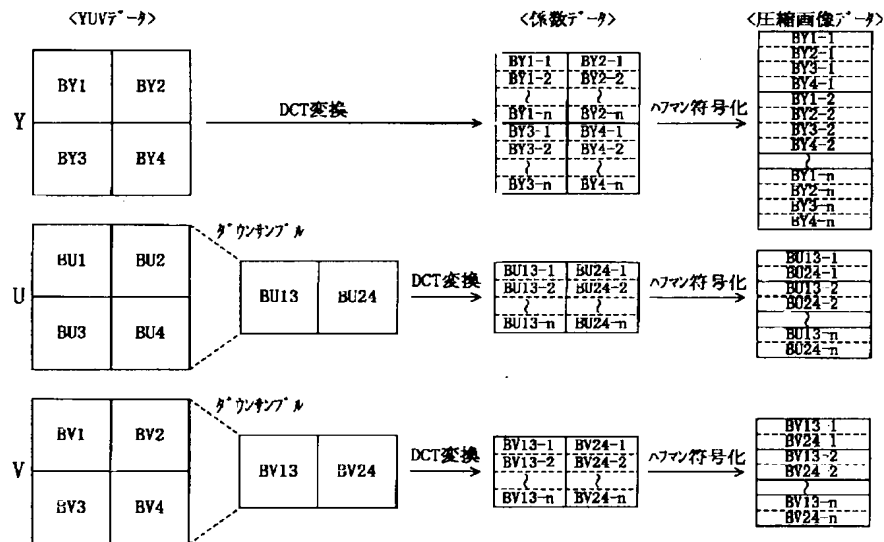 <YUVデータ>
<係数データ>
<圧縮画像データ>
Y
BY1
BY2
BY3
BY4
DCT変換
BY1-1
BY2-1
BY1-2
BY2-2
BY1-n
BY2-n
BY3-1
BY4-1
BY3-2
BY4-2
BY3-n
BY4-n
ハフマン符号化
BY1-1
BY2-1
BY3-1
BY4-1
BY1-2
BY2-2
BY3-2
BY4-2
BY1-n
BY2-n
BY3-n
BY4-n
U
BU1
BU2
BU3
BU4
ダウンサンプル
BU13
BU24
DCT変換
BU13-1
BU24-1
BU13-2
BU24-2
BU13-n
BU24-n
ハフマン符号化
BU13-1
BU24-1
BU13-2
BU24-2
BU13-n
BU24-n
V
BV1
BV2
BV3
BV4
ダウンサンプル
BV13
BV24
DCT変換
BV13-1
BV24-1
BV13-2
BV24-2
BV13-n
BV24-n
ハフマン符号化
BV13-1
BV24-1
BV13-2
BV24-2
BV13-n
BV24-n